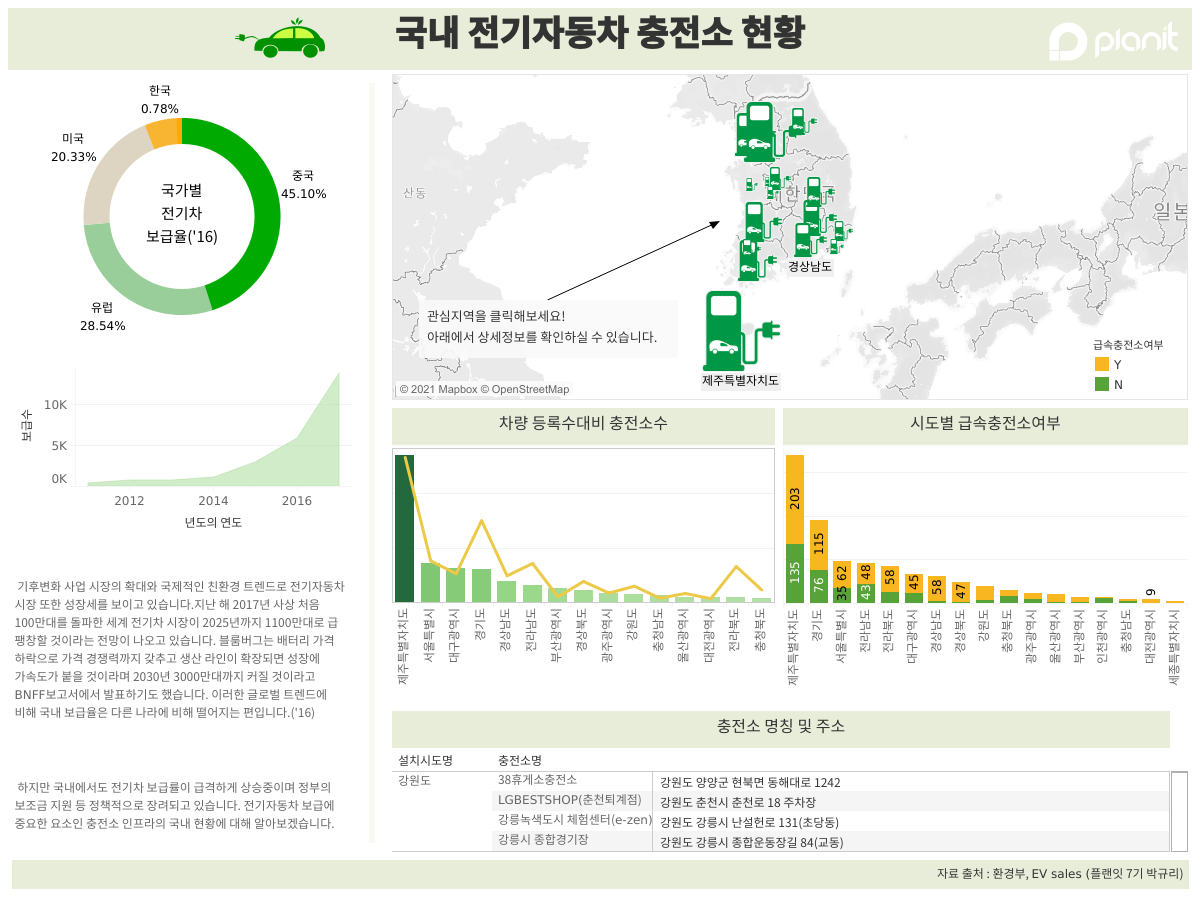 국내 전기자동차 충전소 현황
planit
한국
0.78%
미국
20.33%
중국
45.10%
국가별
전기차
보급율('16)
유럽
28.54%
보급수
10K
5K
0K
2012
2014
2016
년도의 연도
기후변화 사업 시장의 확대와 국제적인 친환경 트렌드로 전기자동차
시장 또한 성장세를 보이고 있습니다.지난 해 2017년 사상 처음
100만대를 돌파한 세계 전기차 시장이 2025년까지 1100만대로 급
팽창할 것이라는 전망이 나오고 있습니다. 블룸버그는 배터리 가격
하락으로 가격 경쟁력까지 갖추고 생산 라인이 확장되면 성장에
가속도가 붙을 것이라며 2030년 3000만대까지 커질 것이라고
BNFF보고서에서 발표하기도 했습니다. 이러한 글로벌 트렌드에
비해 국내 보급율은 다른 나라에 비해 떨어지는 편입니다.('16)
하지만 국내에서도 전기차 보급률이 급격하게 상승중이며 정부의
보조금 지원 등 정책적으로 장려되고 있습니다. 전기자동차 보급에
중요한 요소인 충전소 인프라의 국내 현황에 대해 알아보겠습니다.
산동
일본
경상남도
관심지역을 클릭해보세요!
아래에서 상세정보를 확인하실 수 있습니다.
제주특별자치도
© 2021 Mapbox © OpenStreetMap
급속충전소여부
Y
N
차량 등록수대비 충전소수
제주특별자치도
서울특별시
대구광역시
경기도
경상남도
전라남도
부산광역시
경상북도
광주광역시
강원도
충청남도
울산광역시
대전광역시
전라북도
충청북도
시도별 급속충전소여부
203
135
115
76
62
35
48
43
58
45
58
47
9
제주특별자치도
경기도
서울특별시
전라남도
전라북도
대구광역시
경상남도
경상북도
강원도
충청북도
광주광역시
울산광역시
부산광역시
인천광역시
충청남도
대전광역시
세종특별자치시
충전소 명칭 및 주소
설치시도명 충전소명
강원도 38휴게소충전소 강원도 양양군 현북면 동해대로 1242
LGBESTSHOP(춘천퇴계점) 강원도 춘천시 춘천로 18 주차장
강릉녹색도시 체험센터(e-zen) 강원도 강릉시 난설헌로 131(초당동)
강릉시 종합경기장 강원도 강릉시 종합운동장길 84(교동)
자료 출처 : 환경부, EV sales (플랜잇 7기 박규리)